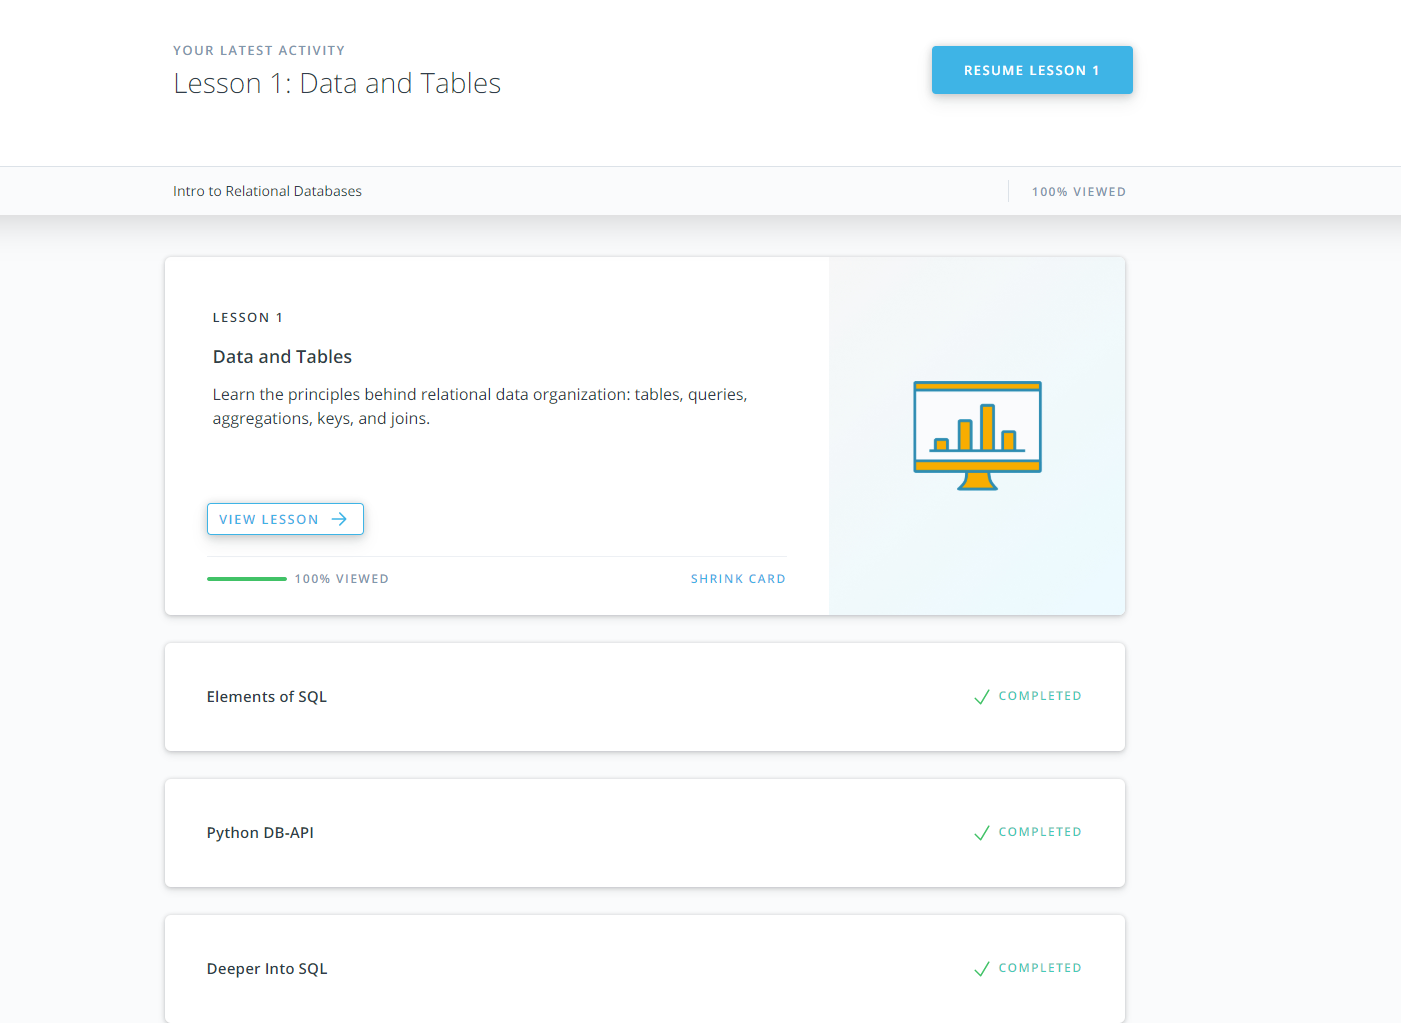 YOUR LATEST ACTIVITY
Lesson 1: Data and Tables
RESUME LESSON 1
Intro to Relational Databases
100% VIEWED
LESSON 1
Data and Tables
Learn the principles behind relational data organization: tables, queries,
aggregations, keys, and joins.
VIEW LESSON
100% VIEWED
SHRINK CARD
Elements of SQL
COMPLETED
Python DB-API
COMPLETED
Deeper Into SQL
COMPLETED